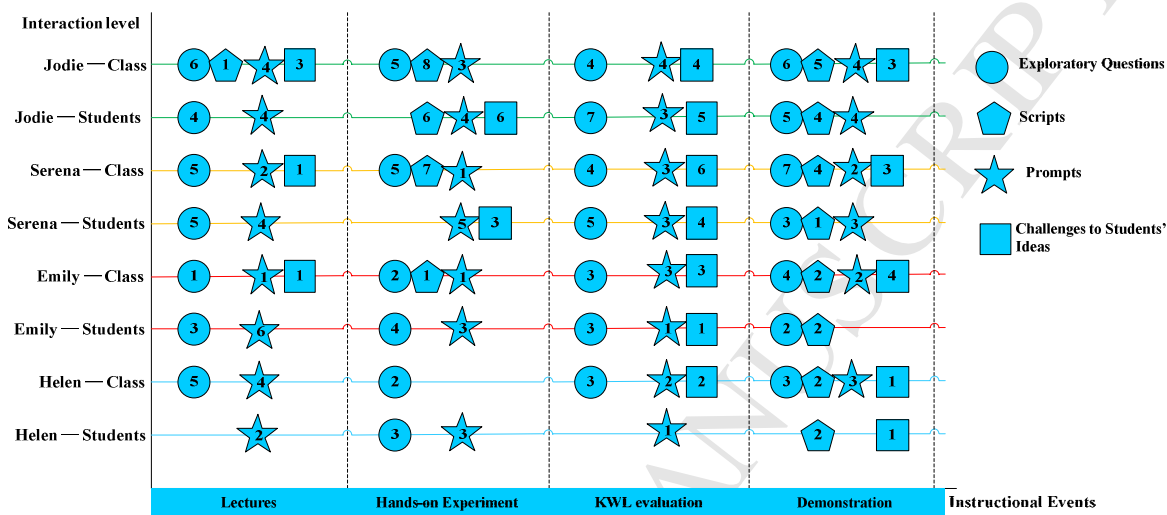 Interaction level
Jodie — Class 6 1 4 3 5 8 3 4 4 4 6 5 4 3
Jodie — Students 4 4 6 4 6 7 3 5 5 4 4
Serena — Class 5 2 1 5 7 1 4 3 6 7 4 2 3
Serena — Students 5 4 5 3 5 3 4 3 1 3
Emily — Class 1 1 1 2 1 1 3 3 3 4 2 2 4
Emily — Students 3 6 4 3 3 1 1 2 2
Helen — Class 5 4 2 3 2 2 3 2 3 1
Helen — Students 2 3 3 1 2 1
Lectures Hands-on Experiment KWL evaluation Demonstration Instructional Events
Exploratory Questions
Scripts
Prompts
Challenges to Students'
Ideas
ANUSCRIP